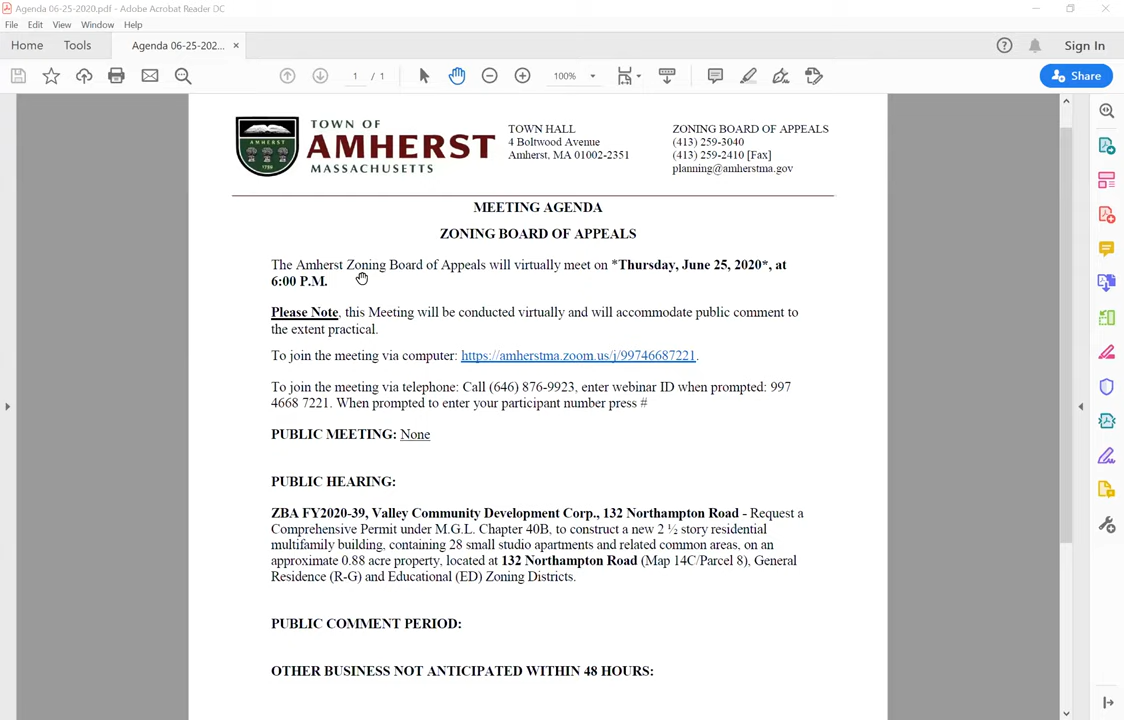 Agenda 06-25-2020.pdf - Adobe Acrobat Reader DC
File Edit View Window Help
Home Tools Agenda 06-25-202... × Sign In
1 / 1 100% Share
TOWN OF
AMHERST
MASSACHUSETTS
AMHERST
TOWN HALL
4 Boltwood Avenue
Amherst, MA 01002-2351
ZONING BOARD OF APPEALS
(413) 259-3040
(413) 259-2410 [Fax]
planning@amherstma.gov
MEETING AGENDA
ZONING BOARD OF APPEALS
The Amherst Zoning Board of Appeals will virtually meet on *Thursday, June 25, 2020*, at
6:00 P.M.
Please Note, this Meeting will be conducted virtually and will accommodate public comment to
the extent practical.
To join the meeting via computer: https://amherstma.zoom.us/j/99746687221.
To join the meeting via telephone: Call (646) 876-9923, enter webinar ID when prompted: 997
4668 7221. When prompted to enter your participant number press #
PUBLIC MEETING: None
PUBLIC HEARING:
ZBA FY2020-39, Valley Community Development Corp., 132 Northampton Road - Request a
Comprehensive Permit under M.G.L. Chapter 40B, to construct a new 2 ½ story residential
multifamily building, containing 28 small studio apartments and related common areas, on an
approximate 0.88 acre property, located at 132 Northampton Road (Map 14C/Parcel 8), General
Residence (R-G) and Educational (ED) Zoning Districts.
PUBLIC COMMENT PERIOD:
OTHER BUSINESS NOT ANTICIPATED WITHIN 48 HOURS: